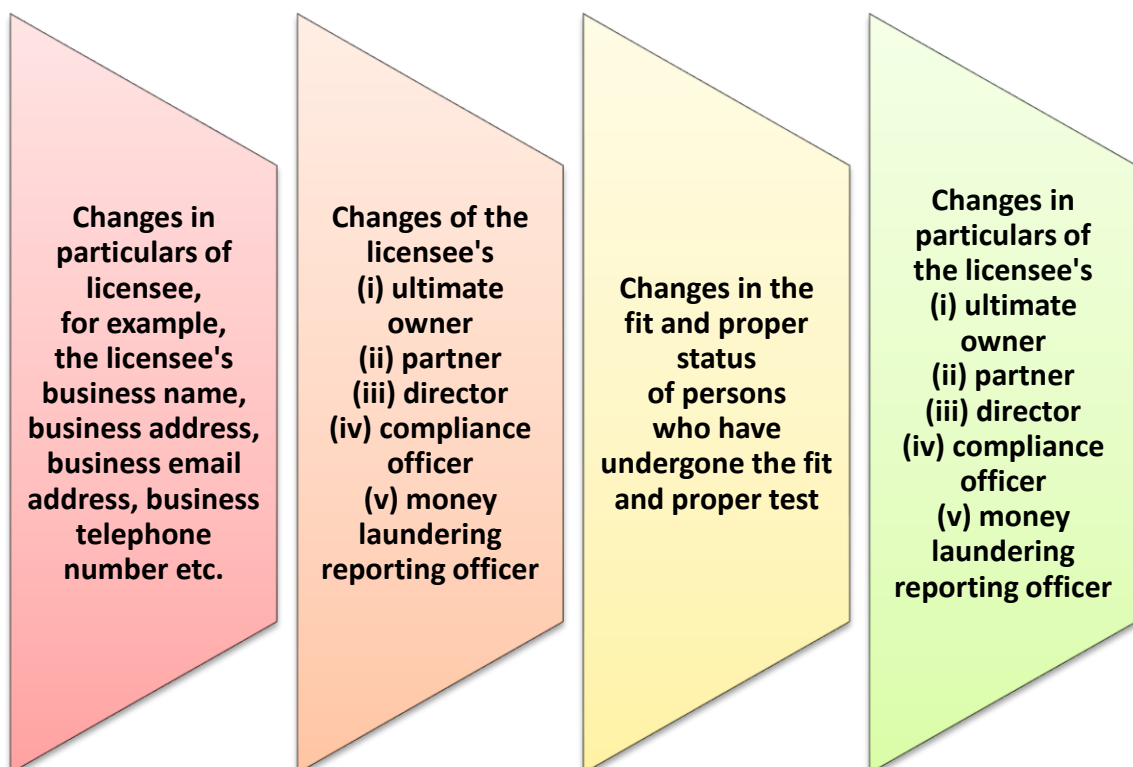 Changes in
particulars of
licensee,
for example,
the licensee's
business name,
business address,
business email
address, business
telephone
number etc.
Changes of the
licensee's
(i) ultimate
owner
(ii) partner
(iii) director
(iv) compliance
officer
(v) money
laundering
reporting officer
Changes in the
fit and proper
status
of persons
who have
undergone the fit
and proper test
Changes in
particulars of
the licensee's
(i) ultimate
owner
(ii) partner
(iii) director
(iv) compliance
officer
(v) money
laundering
reporting officer